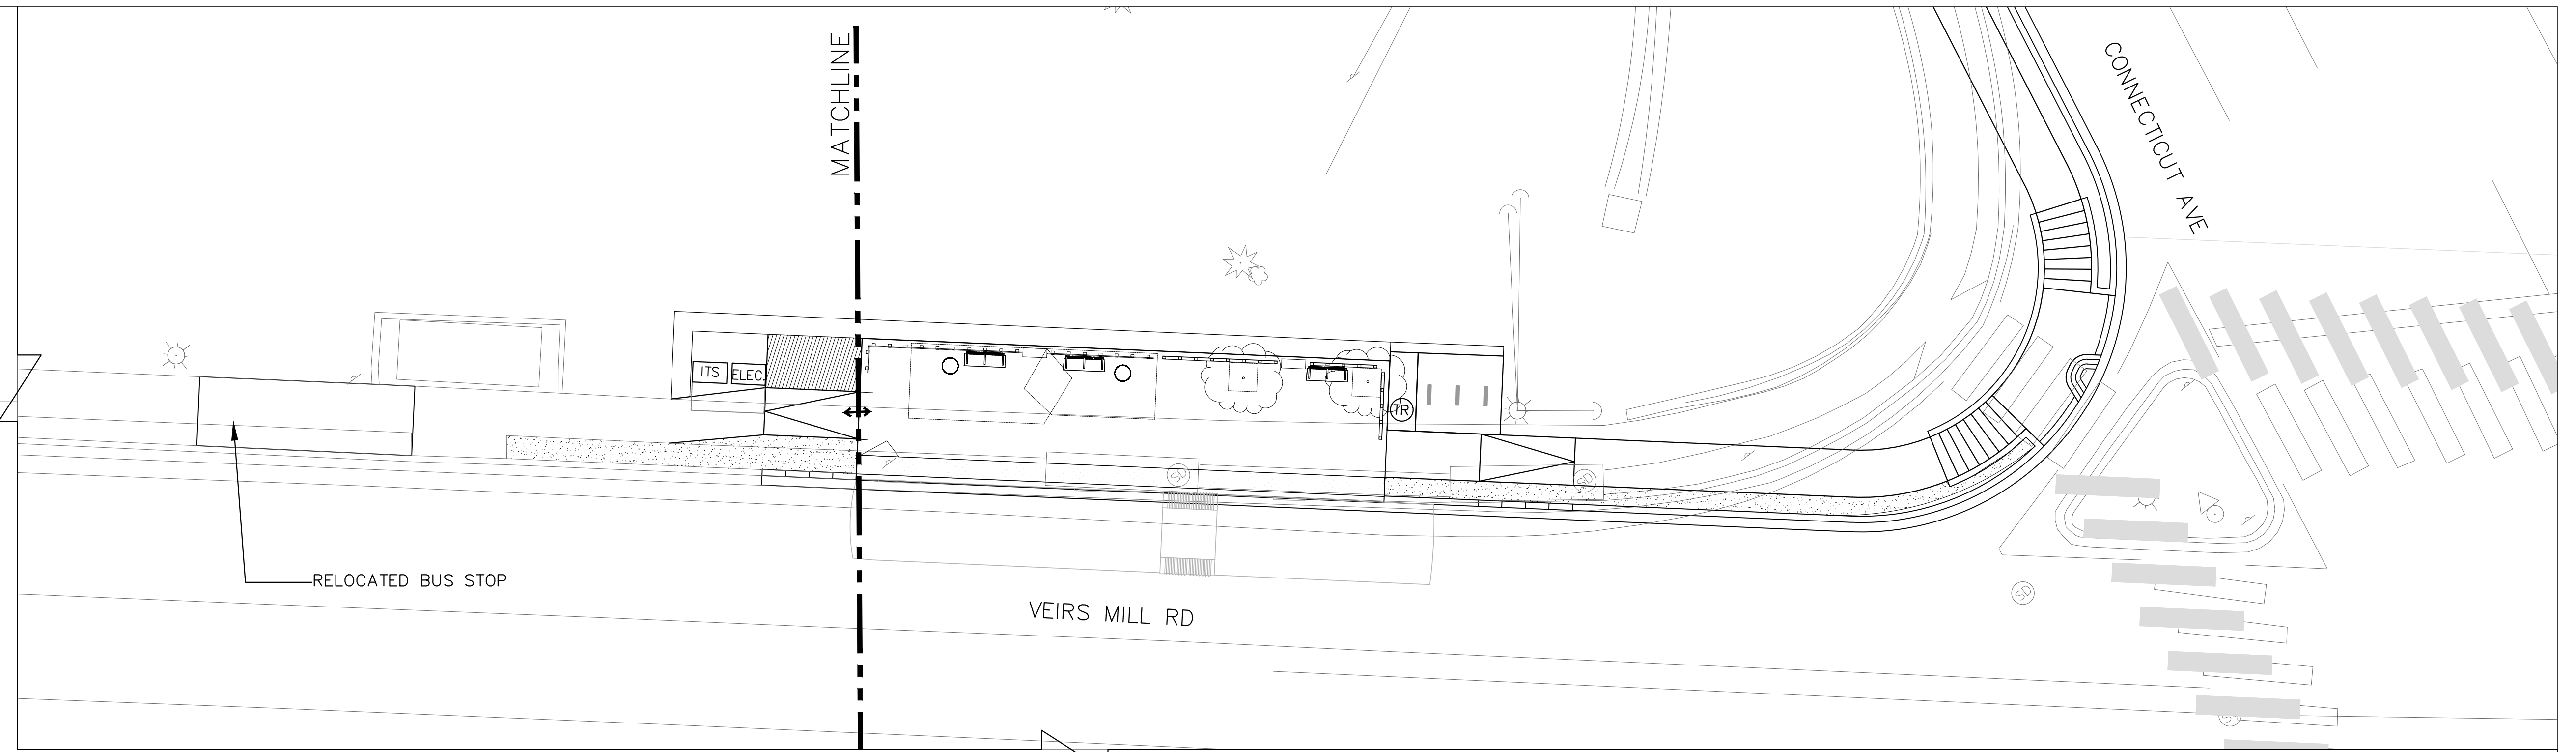 MATCHLINE
CONNECTICUT AVE
ITS
ELEC.
TR
SD
SD
RELOCATED BUS STOP
VEIRS MILL RD
SD